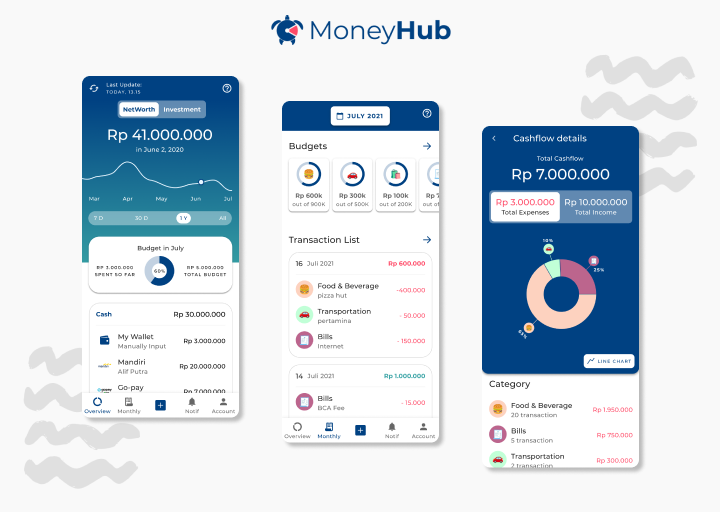 MoneyHub
Last Update:
TODAY, 13.15
NetWorth Investment
Rp 41.000.000
in June 2, 2020
Mar Apr May Jun Jul
7 D 30 D 1 Y All
Budget in July
RP 3.000.000
SPENT SO FAR
60%
RP 5.000.000
TOTAL BUDGET
Cash Rp 30.000.000
My Wallet
Manually Input
Rp 3.000.000
Mandiri
Alif Putra
Rp 20.000.000
Go-pay
Rp 7.000.000
Overview Monthly Notif Account
JULY 2021
Budgets
Rp 600k
out of 900K
Rp 300k
out of 500K
Rp 100k
out of 200K
out
Transaction List
16 Juli 2021 Rp 600.000
Food & Beverage
pizza hut
-400.000
Transportation
pertamina
- 50.000
Bills
Internet
- 150.000
14 Juli 2021 Rp 1.000.000
Bills
BCA Fee
- 15.000
Overview Monthly Notif Account
Cashflow details
Total Cashflow
Rp 7.000.000
Rp 3.000.000
Total Expenses
Rp 10.000.000
Total Income
10%
25%
65%
LINE CHART
Category
Food & Beverage
20 transaction
Rp 1.950.000
Bills
5 transaction
Rp 750.000
Transportation
2 transaction
Rp 300.000